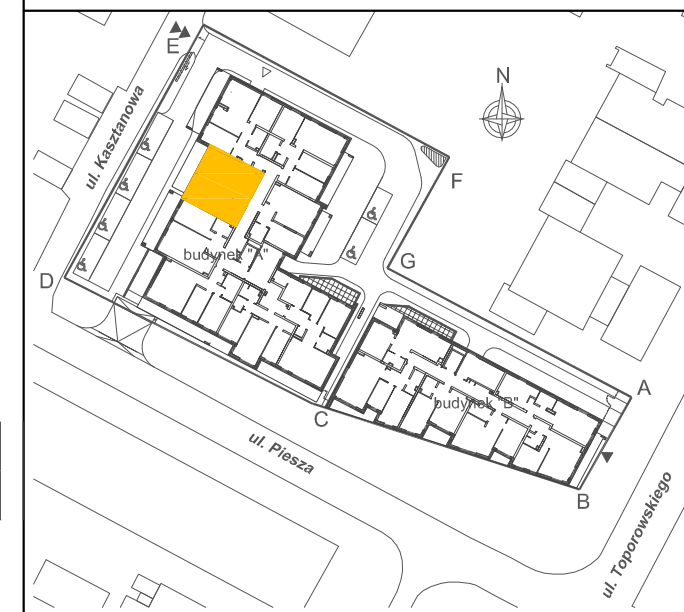 E
N
ul. Kasztanowa
F
budynek "A"
G
D
A
budynek "B"
C
ul. Piesza
B
ul. Toporowskiego